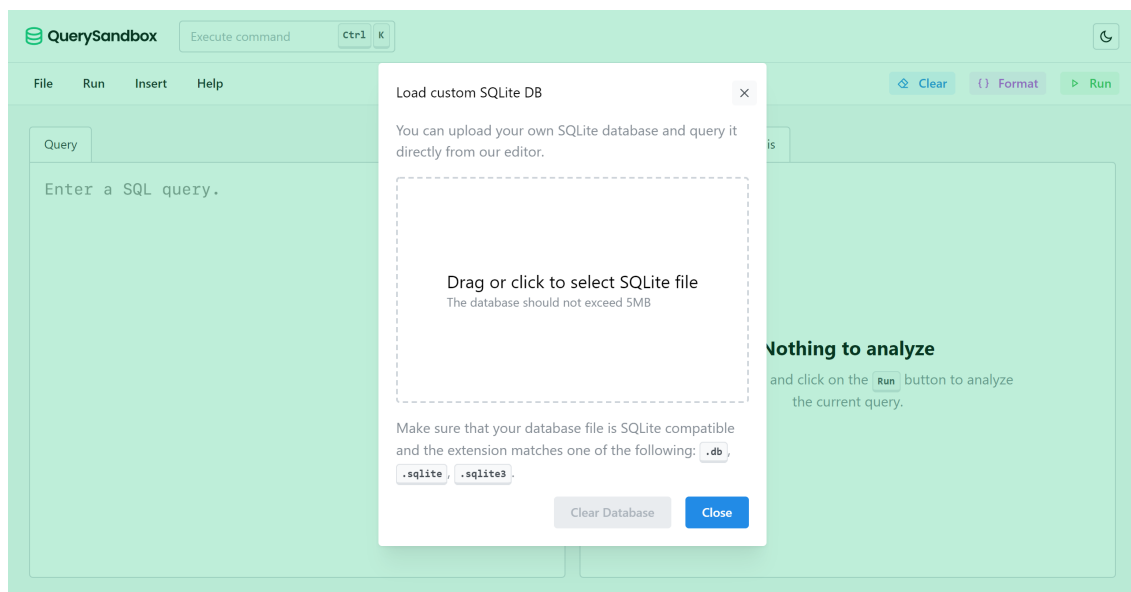 QuerySandbox
Execute command
Ctrl K
File Run Insert Help
Clear
{} Format
Run
Query
Enter a SQL query.
Load custom SQLite DB
You can upload your own SQLite database and query it
directly from our editor.
Drag or click to select SQLite file
The database should not exceed 5MB
Make sure that your database file is SQLite compatible
and the extension matches one of the following: .db,
.sqlite, .sqlite3.
Clear Database
Close
Nothing to analyze
and click on the Run button to analyze
the current query.